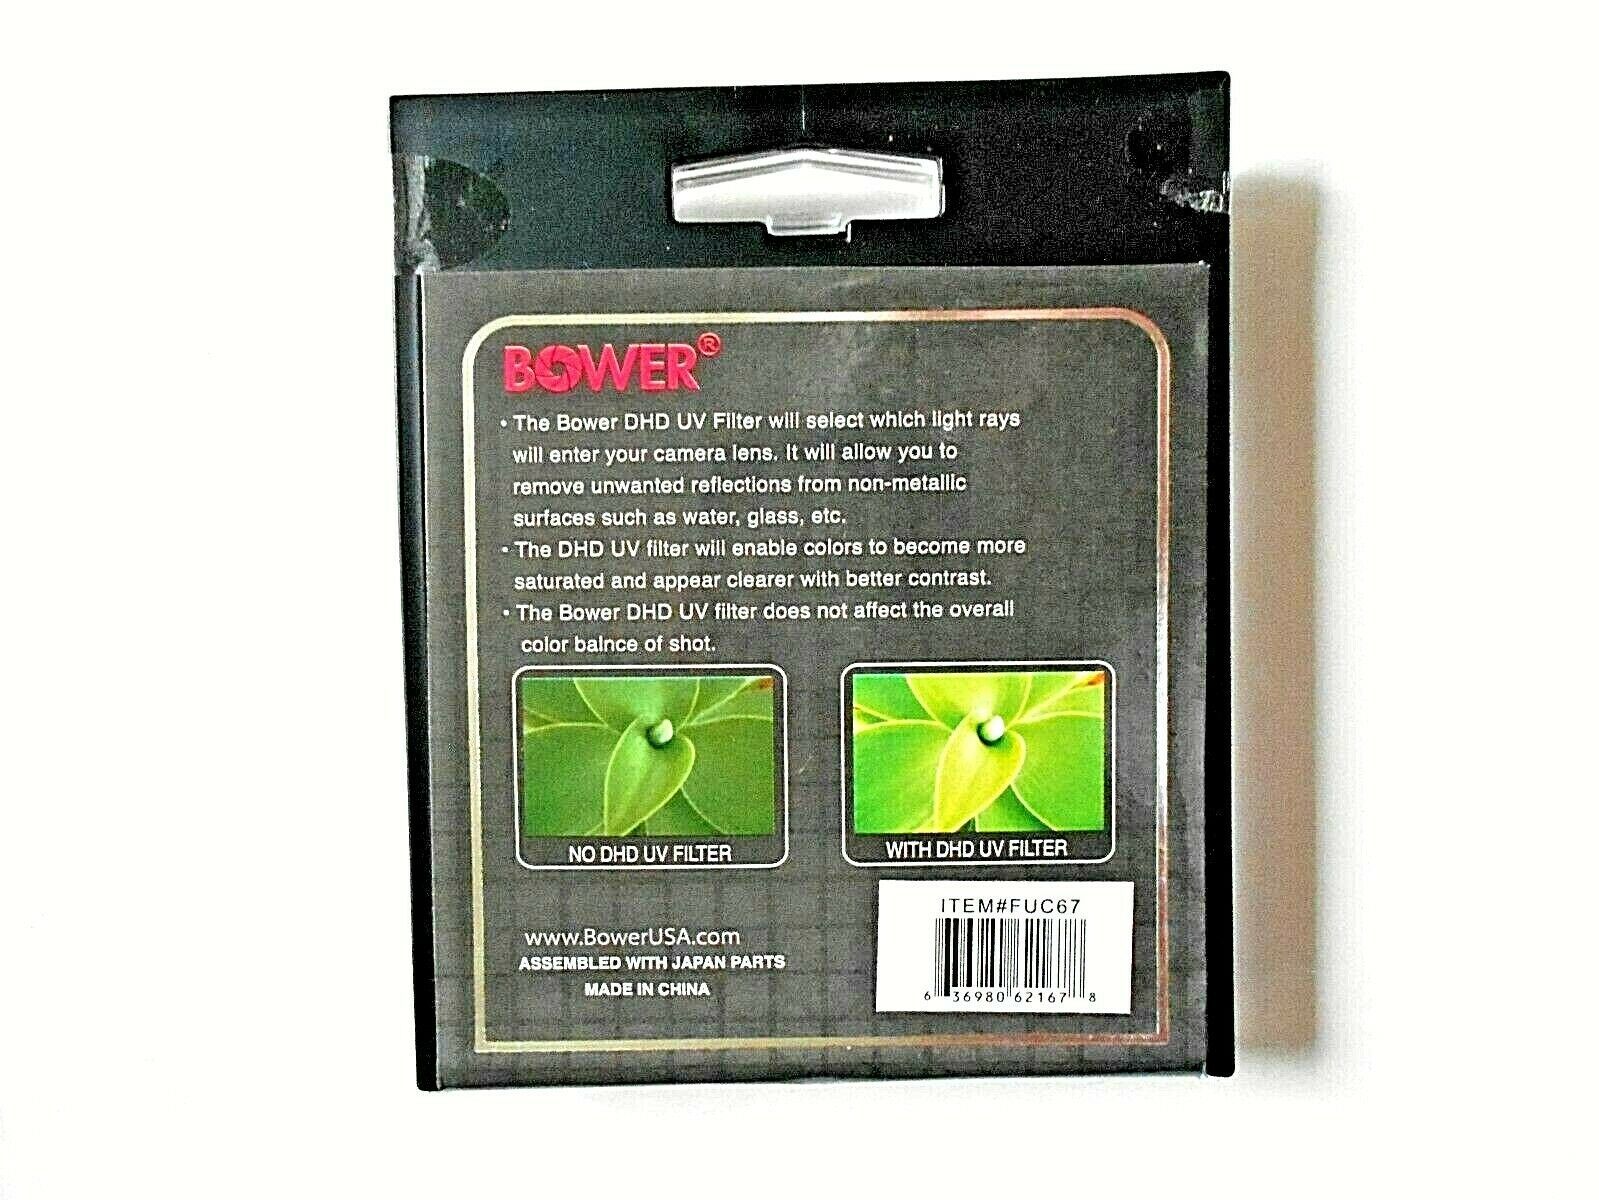 BOWER®
• The Bower DHD UV Filter will select which light rays
will enter your camera lens. It will allow you to
remove unwanted reflections from non-metallic
surfaces such as water, glass, etc.
• The DHD UV filter will enable colors to become more
saturated and appear clearer with better contrast.
• The Bower DHD UV filter does not affect the overall
color balnce of shot.
NO DHD UV FILTER
WITH DHD UV FILTER
ITEM#FUC67
6 36980 62167 8
www.BowerUSA.com
ASSEMBLED WITH JAPAN PARTS
MADE IN CHINA